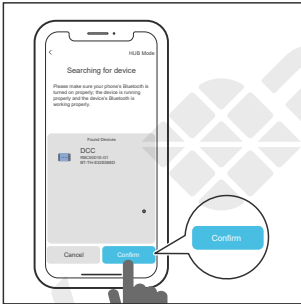 HUB Mode
Searching for device
Please make sure your phone's Bluetooth is
turned on properly, the device is running
properly and the device's Bluetooth is
working properly.
Found Devices
DCC
Cancel
Confirm
Confirm